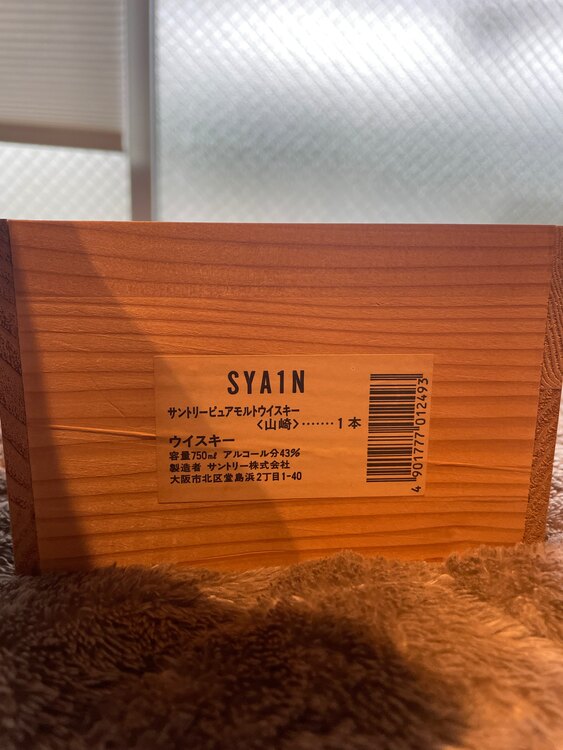 SYA1N
サントリーピュアモルトウイスキー
〈山崎〉‥‥‥‥1本
ウイスキー
容量750㎖ アルコール分43%
製造者 サントリー株式会社
大阪市北区堂島浜2丁目1-40
4 901777 012493